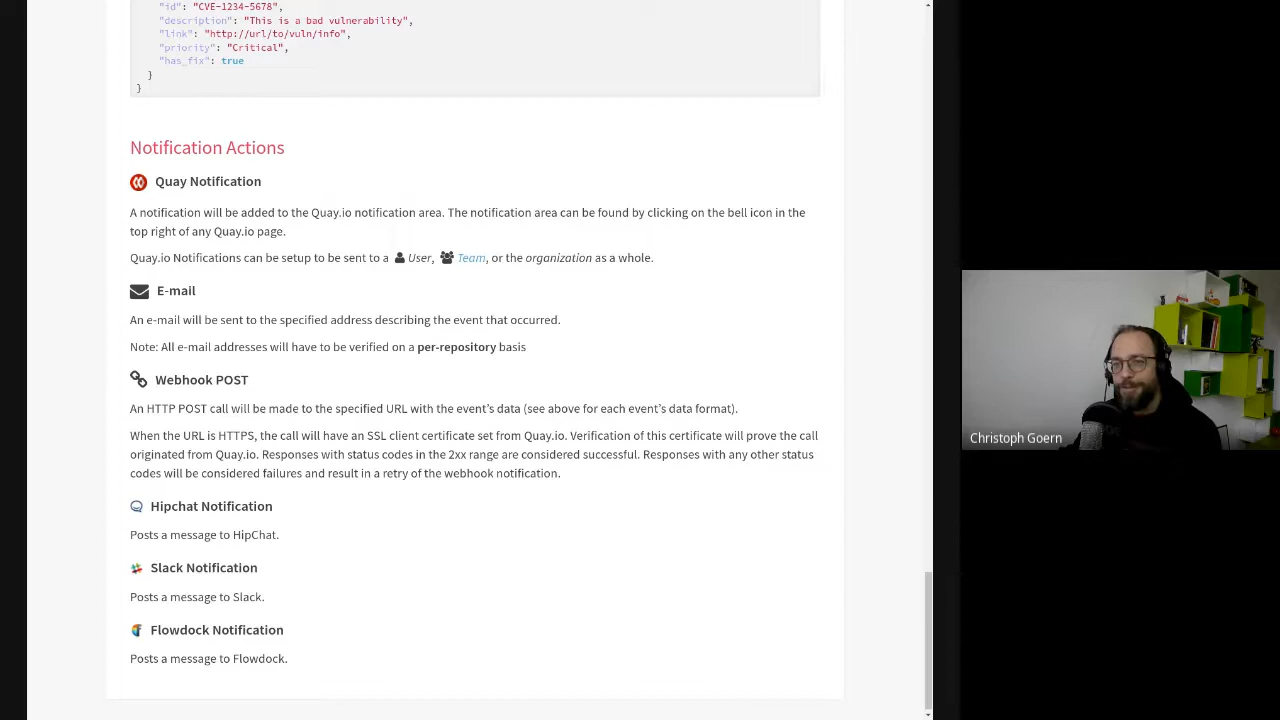 "id": "CVE-1234-5678",
"description": "This is a bad vulnerability",
"link": "http://url/to/vuln/info",
"priority": "Critical",
"has_fix": true
}
}
Notification Actions
Quay Notification
A notification will be added to the Quay.io notification area. The notification area can be found by clicking on the bell icon in the
top right of any Quay.io page.
Quay.io Notifications can be setup to be sent to a User, Team, or the organization as a whole.
E-mail
An e-mail will be sent to the specified address describing the event that occurred.
Note: All e-mail addresses will have to be verified on a per-repository basis
Webhook POST
An HTTP POST call will be made to the specified URL with the event's data (see above for each event's data format).
When the URL is HTTPS, the call will have an SSL client certificate set from Quay.io. Verification of this certificate will prove the call
originated from Quay.io. Responses with status codes in the 2xx range are considered successful. Responses with any other status
codes will be considered failures and result in a retry of the webhook notification.
Hipchat Notification
Posts a message to HipChat.
Slack Notification
Posts a message to Slack.
Flowdock Notification
Posts a message to Flowdock.
Christoph Goern